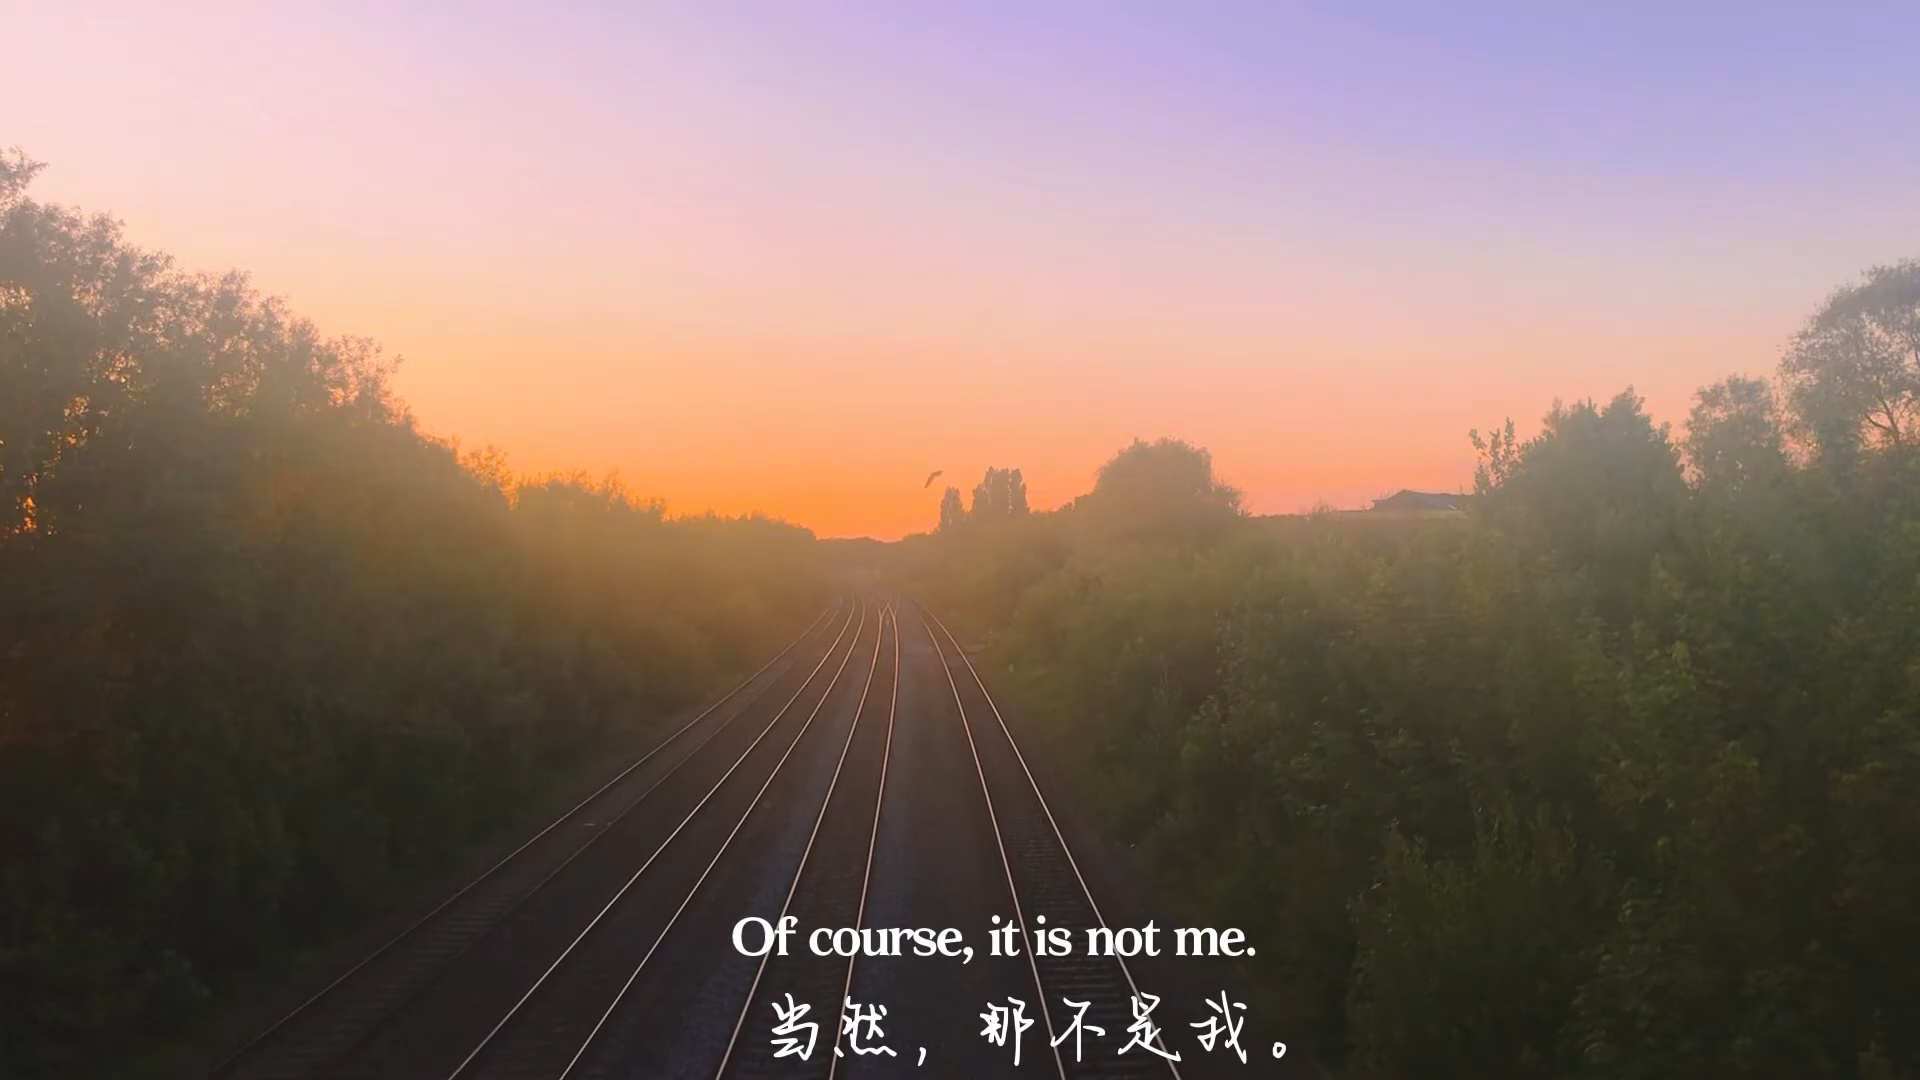 Of course, it is not me.
当然，那不是我。